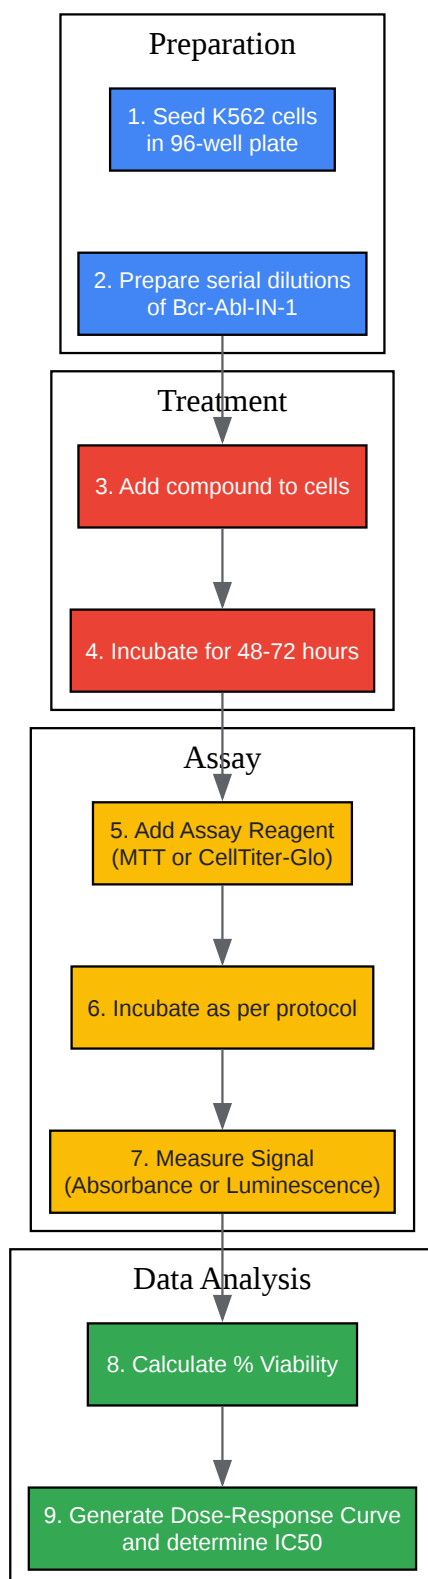 Preparation
1. Seed K562 cells
in 96-well plate
2. Prepare serial dilutions
of Bcr-Abl-IN-1
Treatment
3. Add compound to cells
4. Incubate for 48-72 hours
Assay
5. Add Assay Reagent
(MTT or CellTiter-Glo)
6. Incubate as per protocol
7. Measure Signal
(Absorbance or Luminescence)
Data Analysis
8. Calculate % Viability
9. Generate Dose-Response Curve
and determine IC50